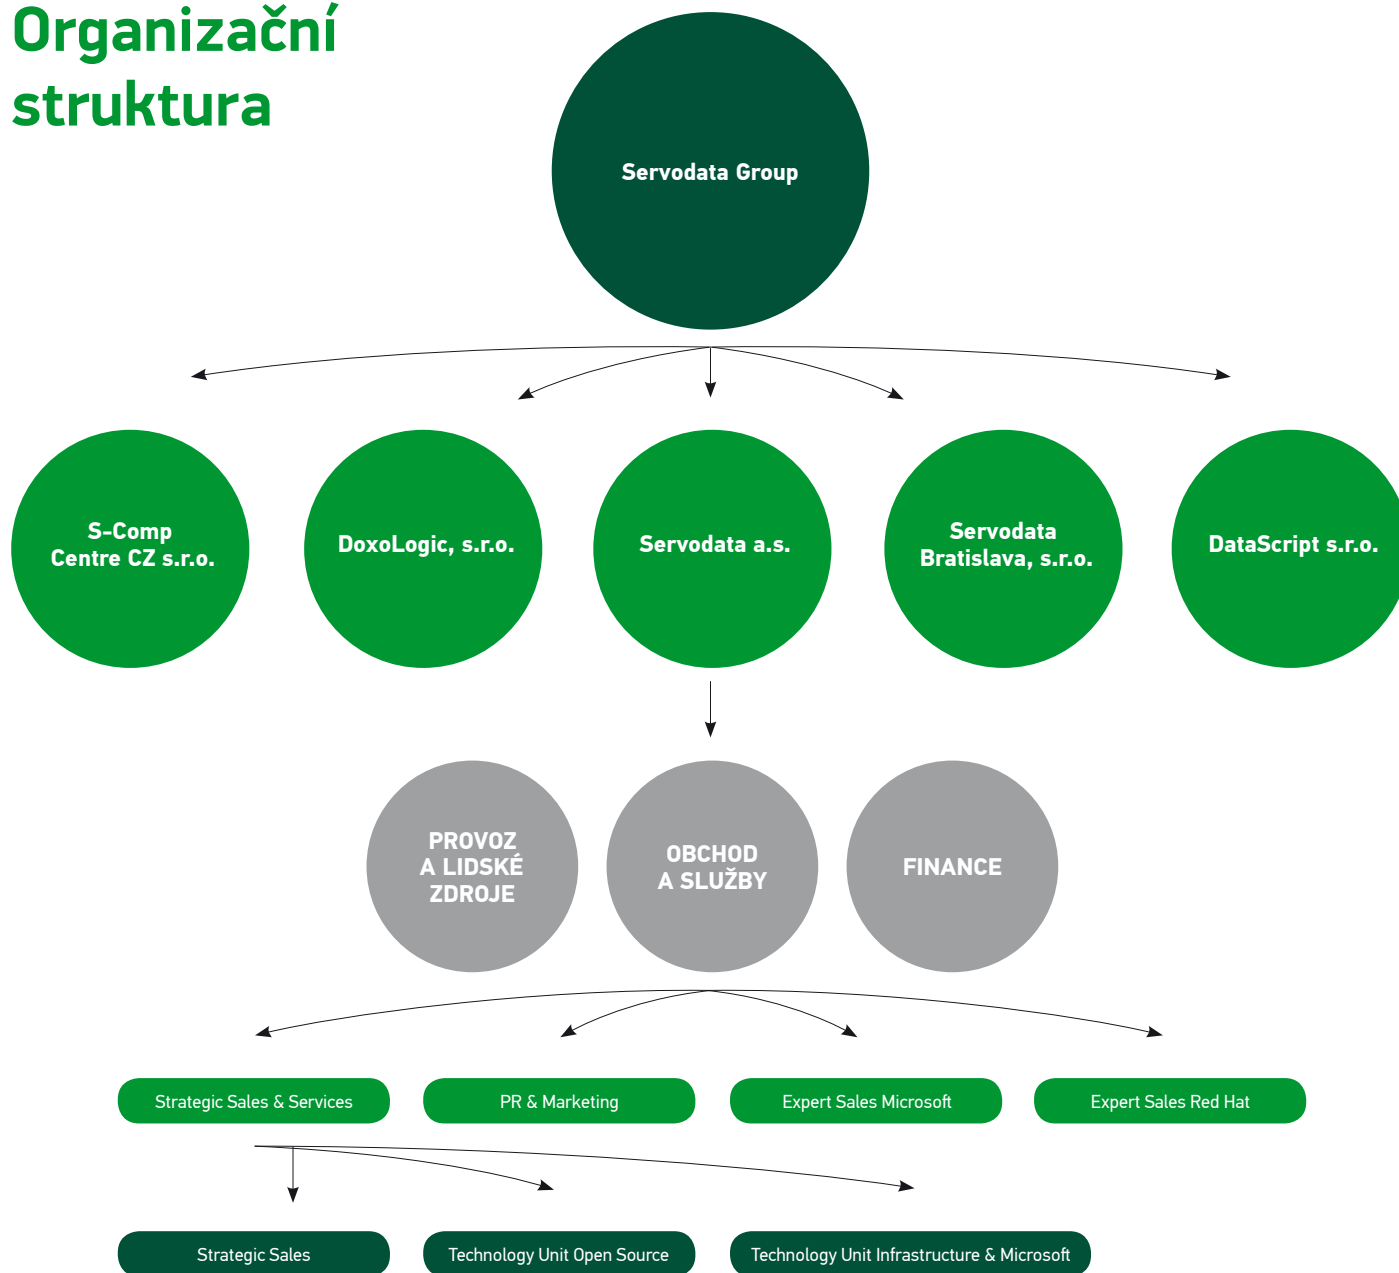 Organizační
struktura
Servodata Group
S-Comp
Centre CZ s.r.o.
DoxoLogic, s.r.o.
Servodata a.s.
Servodata
Bratislava, s.r.o.
DataScript s.r.o.
PROVOZ
A LIDSKÉ
ZDROJE
OBCHOD
A SLUŽBY
FINANCE
Strategic Sales & Services
PR & Marketing
Expert Sales Microsoft
Expert Sales Red Hat
Strategic Sales
Technology Unit Open Source
Technology Unit Infrastructure & Microsoft